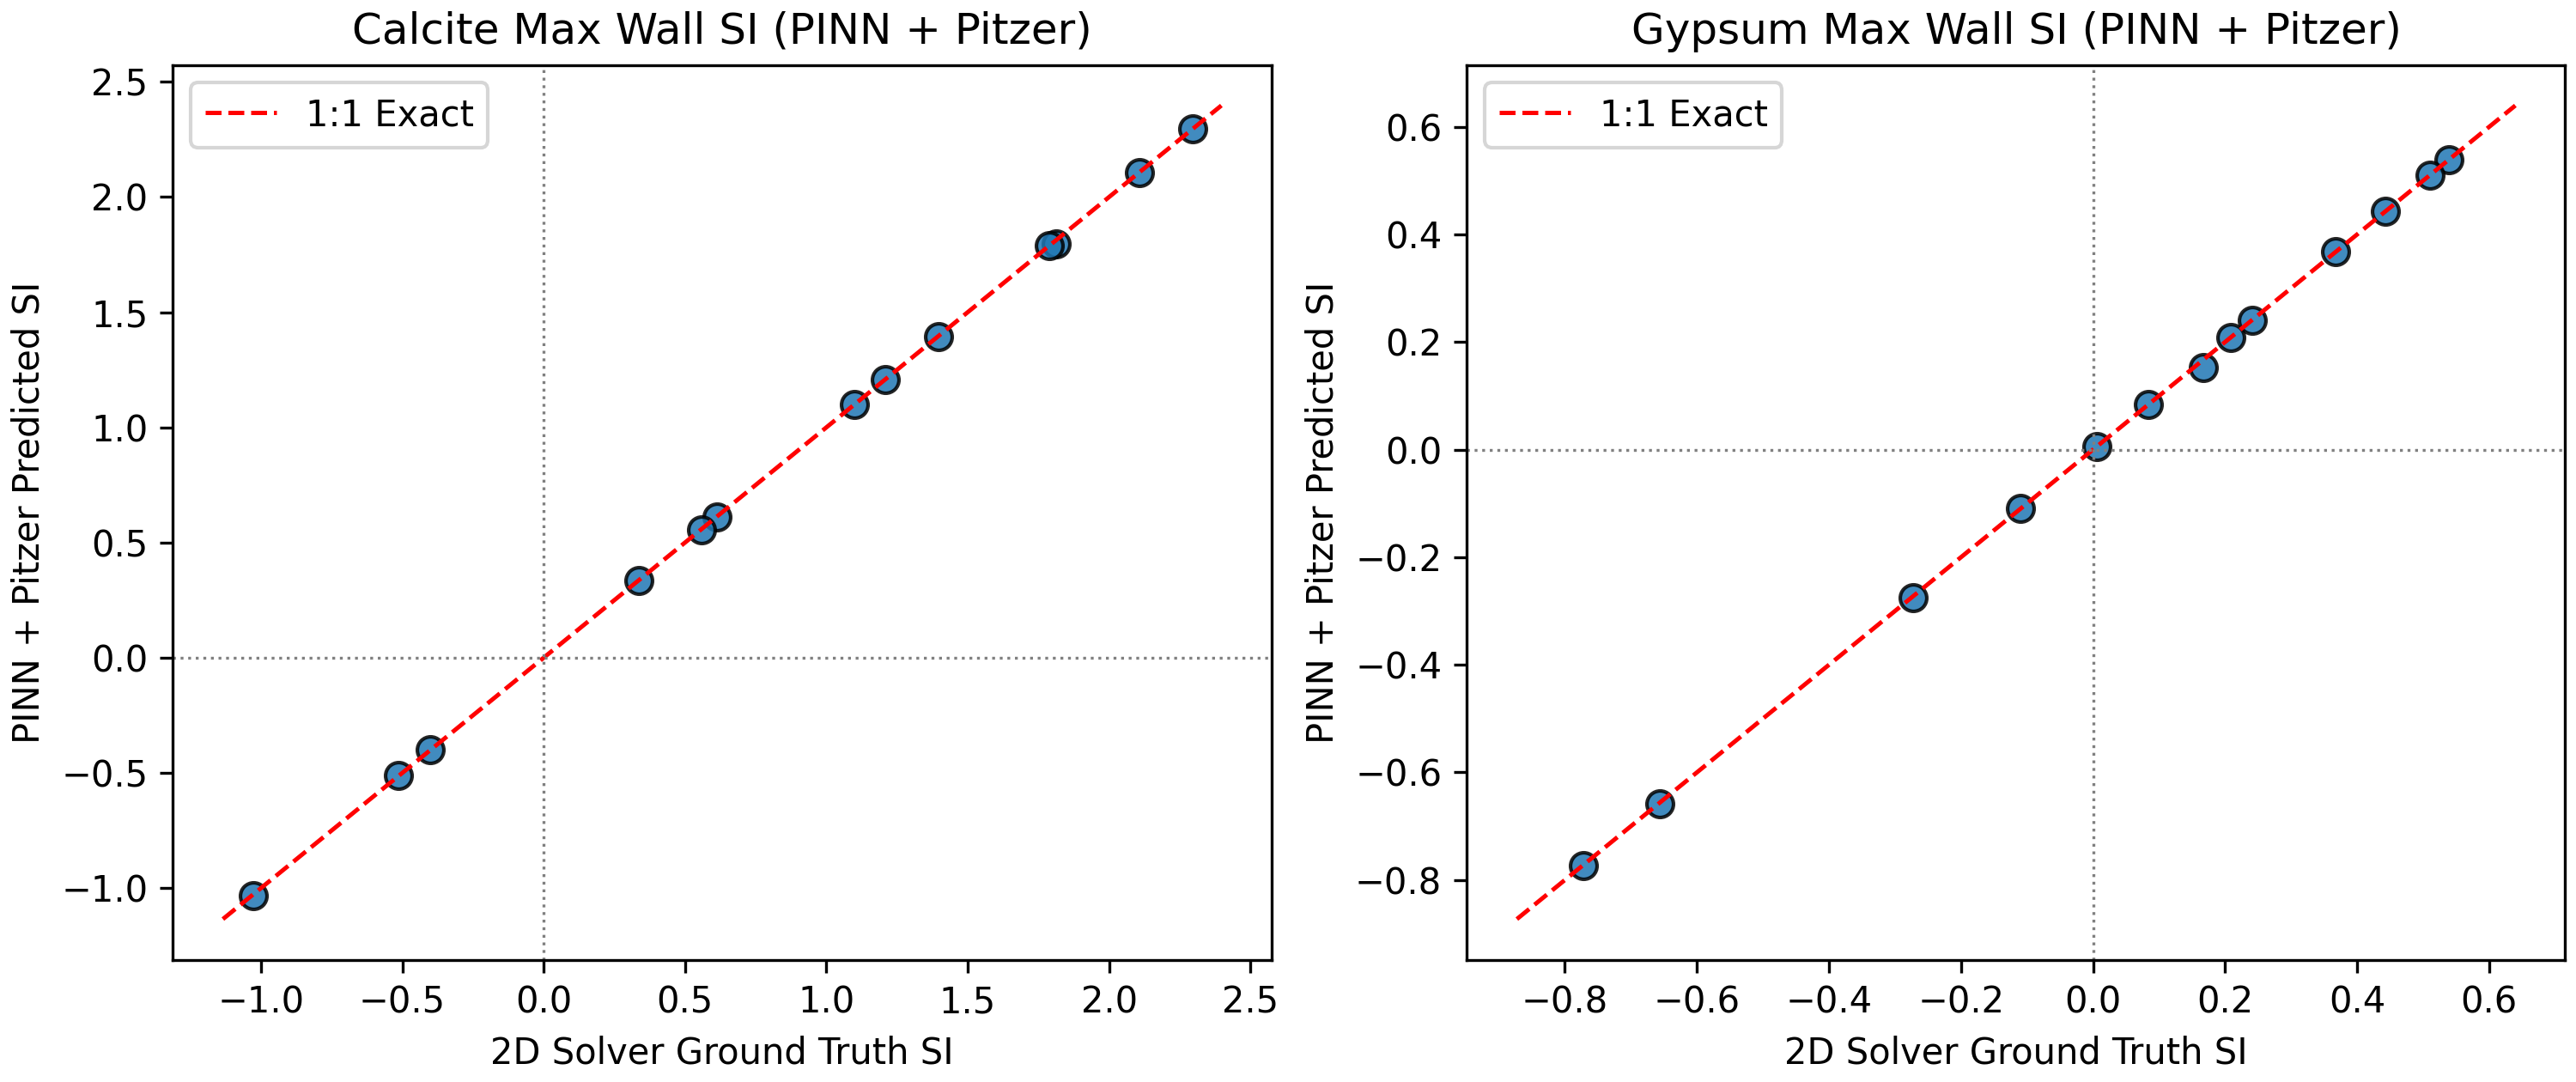 Calcite Max Wall SI (PINN + Pitzer)
1:1 Exact
PINN + Pitzer Predicted SI
2.5
2.0
1.5
1.0
0.5
0.0
−0.5
−1.0
−1.0 −0.5 0.0 0.5 1.0 1.5 2.0 2.5
2D Solver Ground Truth SI
Gypsum Max Wall SI (PINN + Pitzer)
1:1 Exact
PINN + Pitzer Predicted SI
0.6
0.4
0.2
0.0
−0.2
−0.4
−0.6
−0.8
−0.8 −0.6 −0.4 −0.2 0.0 0.2 0.4 0.6
2D Solver Ground Truth SI